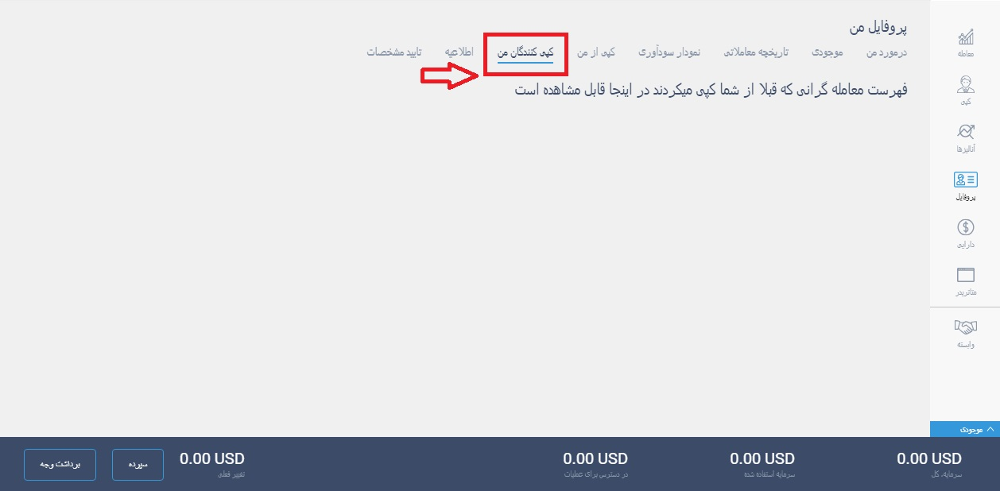 پروفایل من
درمورد من موجودی تاریخچه معاملاتی نمودار سودآوری کپی از من کپی کنندگان من اطلاعیه تایید مشخصات
فهرست معامله گرانی که قبلا از شما کپی میکردند در اینجا قابل مشاهده است
معامله
کپی
آنالیزها
پروفایل
دارایی
متاتریدر
وابسته
موجودی
0.00 USD
سرمایه، کل
0.00 USD
سرمایه استفاده شده
0.00 USD
در دسترس برای عملیات
0.00 USD
تغییر فعلی
سپرده
برداشت وجه